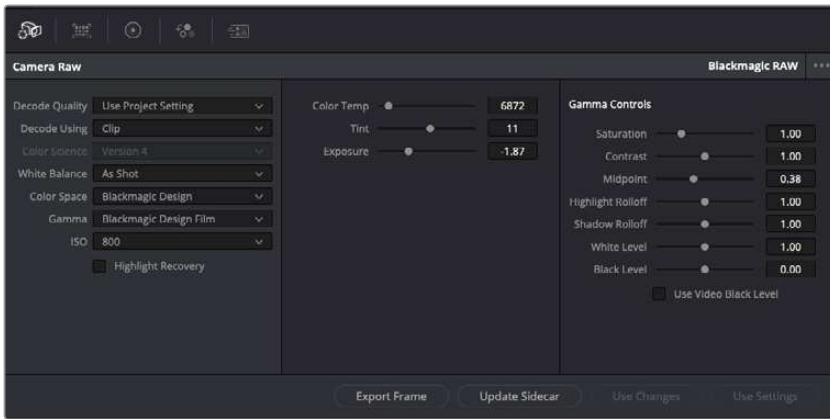 Camera Raw
Blackmagic RAW
Decode Quality Use Project Setting
Decode Using Clip
Color Science Version 4
White Balance As Shot
Color Space Blackmagic Design
Gamma Blackmagic Design Film
ISO 800
Highlight Recovery
Color Temp 6872
Tint 11
Exposure -1.87
Gamma Controls
Saturation 1.00
Contrast 1.00
Midpoint 0.38
Highlight Rolloff 1.00
Shadow Rolloff 1.00
White Level 1.00
Black Level 0.00
Use Video Black Level
Export Frame
Update Sidecar
Use Changes
Use Settings